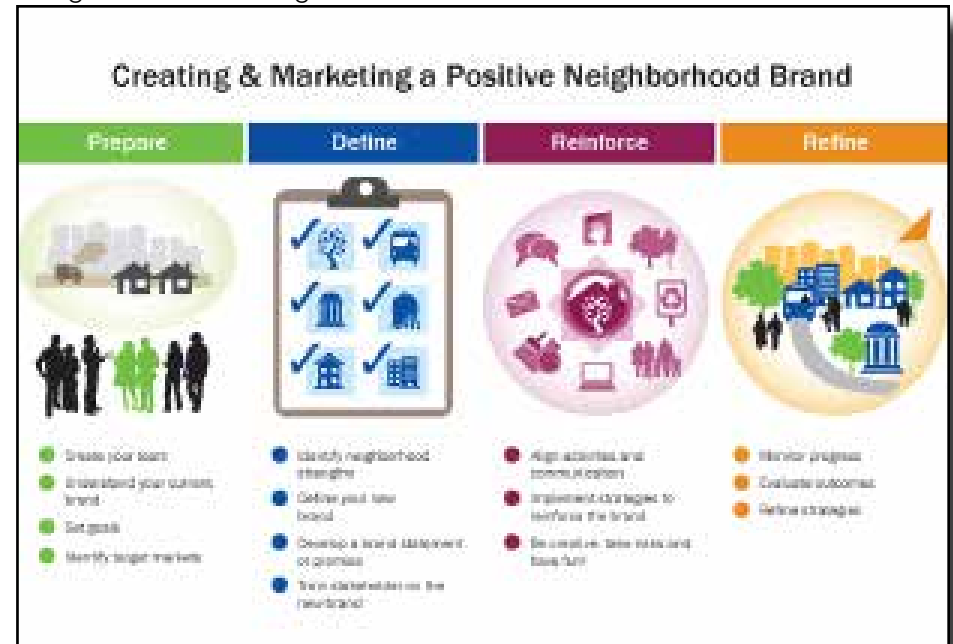 Creating & Marketing a Positive Neighborhood Brand
Prepare
Define
Reinforce
Refine
Create your team
Understand your current
brand
Set goals
Identify target markets
Identify neighborhood
strengths
Define your new
brand
Develop a brand statement
or promise
Train stakeholders on the
new brand
Align activities and
communication
Implement strategies to
reinforce the brand
Be creative, take risks and
have fun!
Monitor progress
Evaluate outcomes
Refine strategies